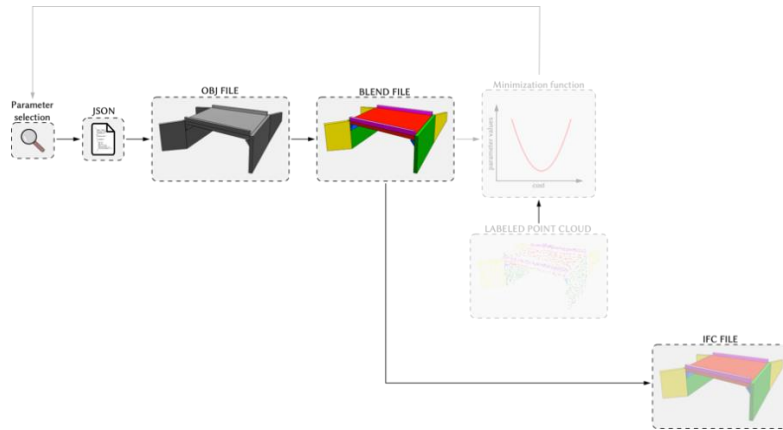 OBJ FILE
BLEND FILE
Minimization function
Parameter
selection
JSON
parameter values
cost
LABELED POINT CLOUD
IFC FILE